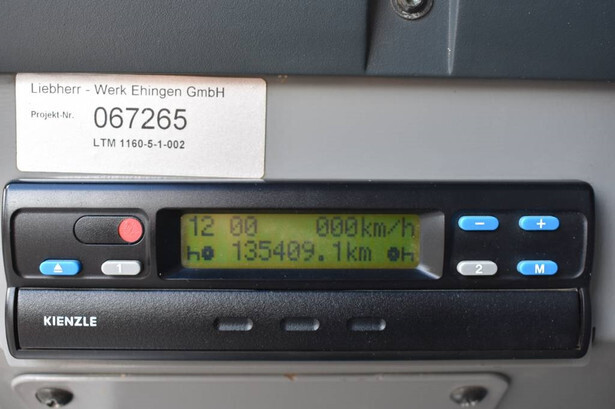 Liebherr - Werk Ehingen GmbH
Projekt-Nr. 067265
LTM 1160-5-1-002
12 00 000km/h
h 135409.1km h
1
2
M
KIENZLE